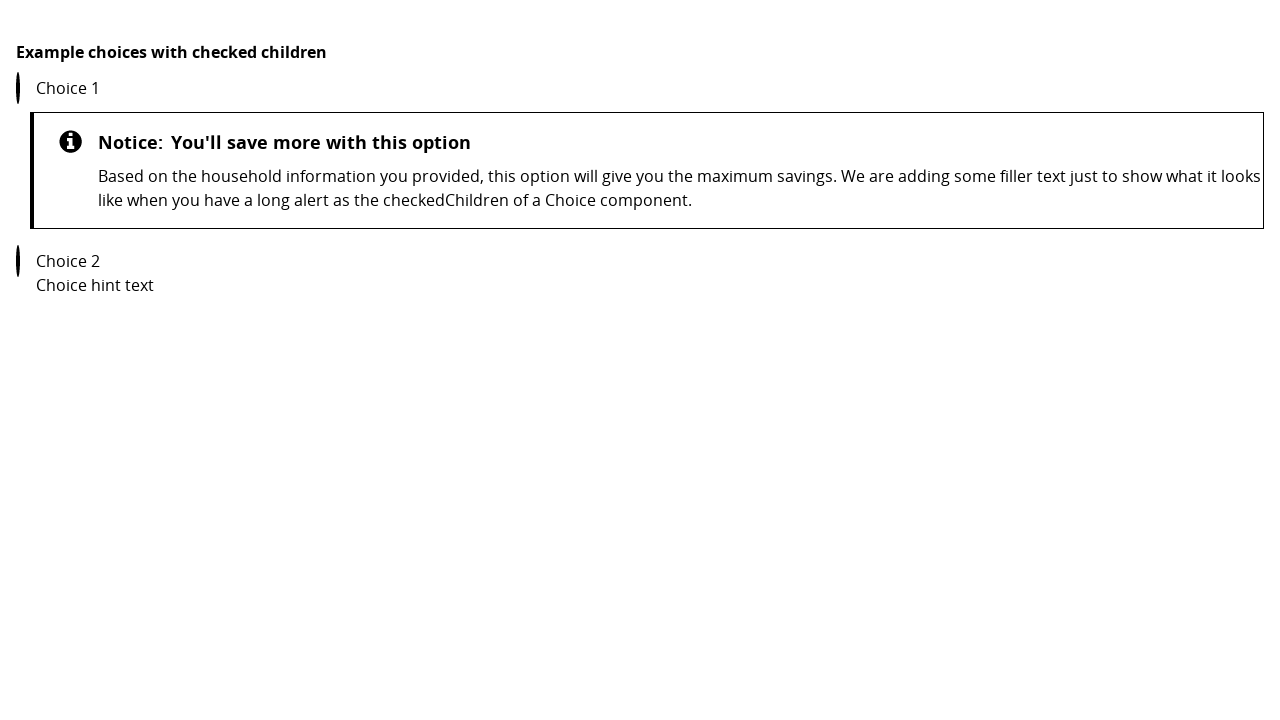 Example choices with checked children
Choice 1
Notice: You'll save more with this option
Based on the household information you provided, this option will give you the maximum savings. We are adding some filler text just to show what it looks
like when you have a long alert as the checkedChildren of a Choice component.
Choice 2
Choice hint text